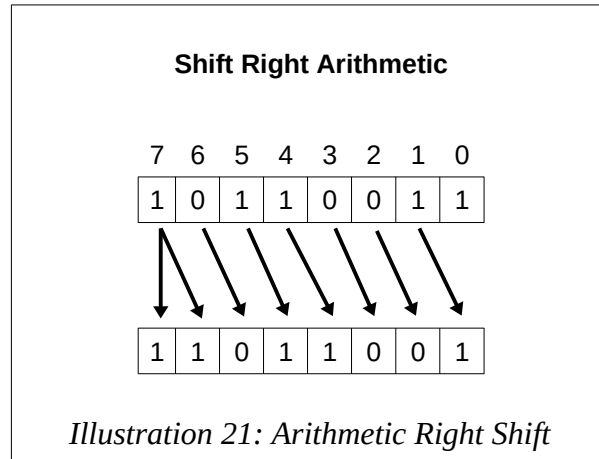 Shift Right Arithmetic
7 6 5 4 3 2 1 0
1 0 1 1 0 0 1 1
1 1 0 1 1 0 0 1
Illustration 21: Arithmetic Right Shift